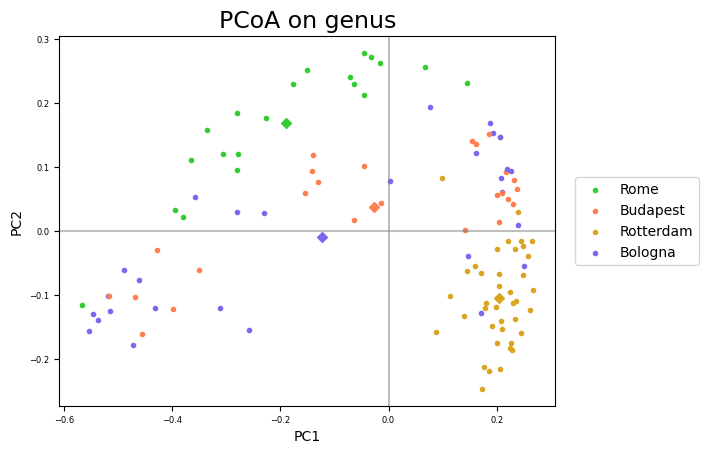 PCoA on genus
0.3
0.2
0.1
0.0
−0.1
−0.2
PC2
−0.6
−0.4
−0.2
0.0
0.2
PC1
Rome
Budapest
Rotterdam
Bologna